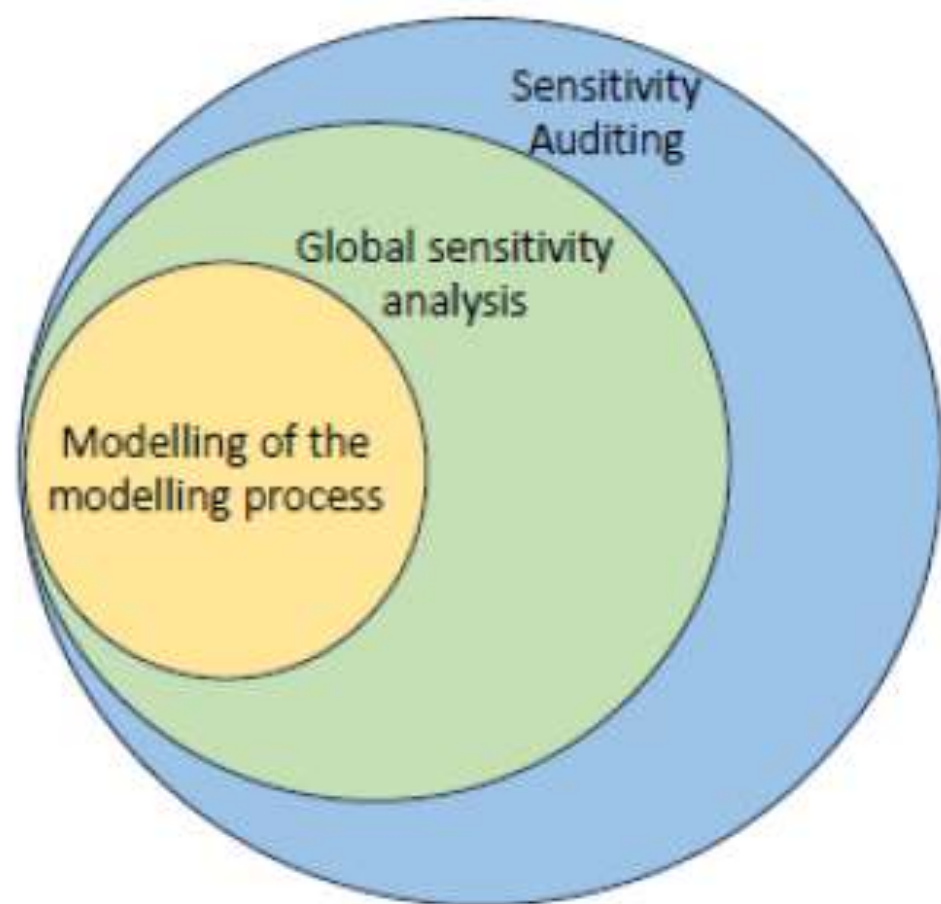 Sensitivity
Auditing
Global sensitivity
analysis
Modelling of the
modelling process